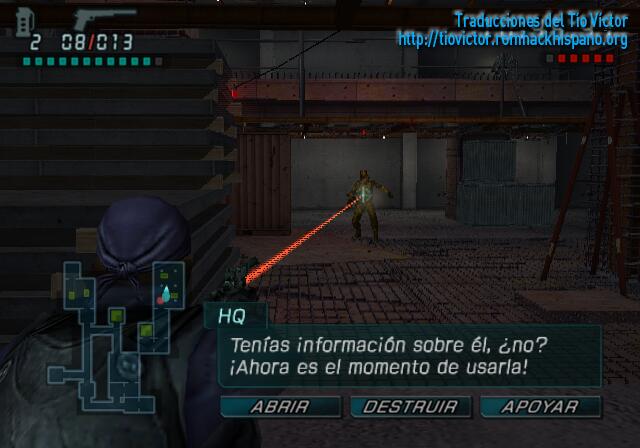 Traducciones del Tio Victor
http://tiovictor.romhackhispano.org
2 08/013
HQ
Tenías información sobre él, ¿no?
¡Ahora es el momento de usarla!
ABRIR DESTRUIR APOYAR